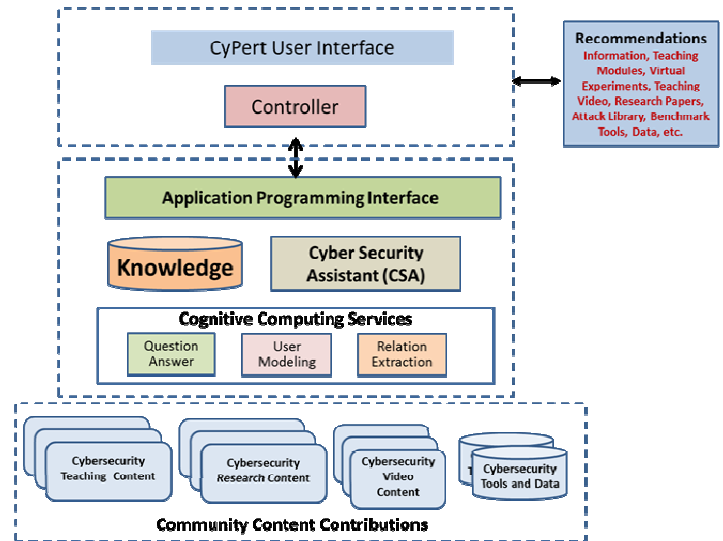 CyPert User Interface
Controller
Recommendations
Information, Teaching
Modules, Virtual
Experiments, Teaching
Video, Research Papers,
Attack Library, Benchmark
Tools, Data, etc.
Application Programming Interface
Knowledge
Cyber Security
Assistant (CSA)
Cognitive Computing Services
Question
Answer
User
Modeling
Relation
Extraction
Cybersecurity
Teaching Content
Cybersecurity
Research Content
Cybersecurity
Video
Content
Cybersecurity
Tools and Data
Community Content Contributions